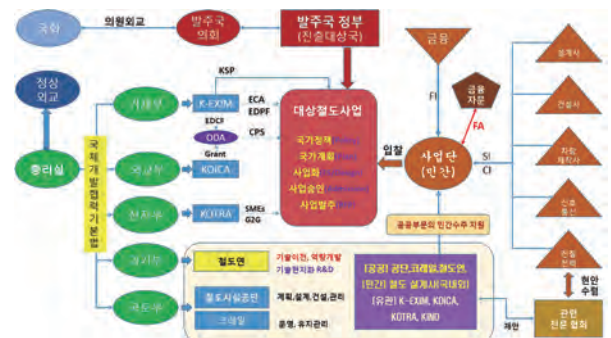 국회
의원외교
발주국
의회
발주국 정부
(진출대상국)
금융
설계사
정상
외교
KSP
기재부
K-EXIM
ECA
EDPF
EDCF
ODA
CPS
Grant
대상철도사업
국가정책
국가계획
사업화
사업승인
사업발주
FI
금융
자문
FA
건설사
총리실
국제개발협력기본법
KOICA
입찰
사업단
(민간)
SI
CI
차량
제작사
KOTRA
SMEs
G2G
신호
통신
공공부문의 민간수주 지원
철도연
기술이전, 역량개발
기술현지화 R&D
[공공] 공단,코레일,철도연,
[민간] 철도 설계사(국내외)
[유관] K-EXIM, KOICA,
KOTRA, KIND
현안
수렴
국토부
철도시설공단
계획,설계,건설,관리
코레일
운영, 유지관리
제안
관련
전문 협회